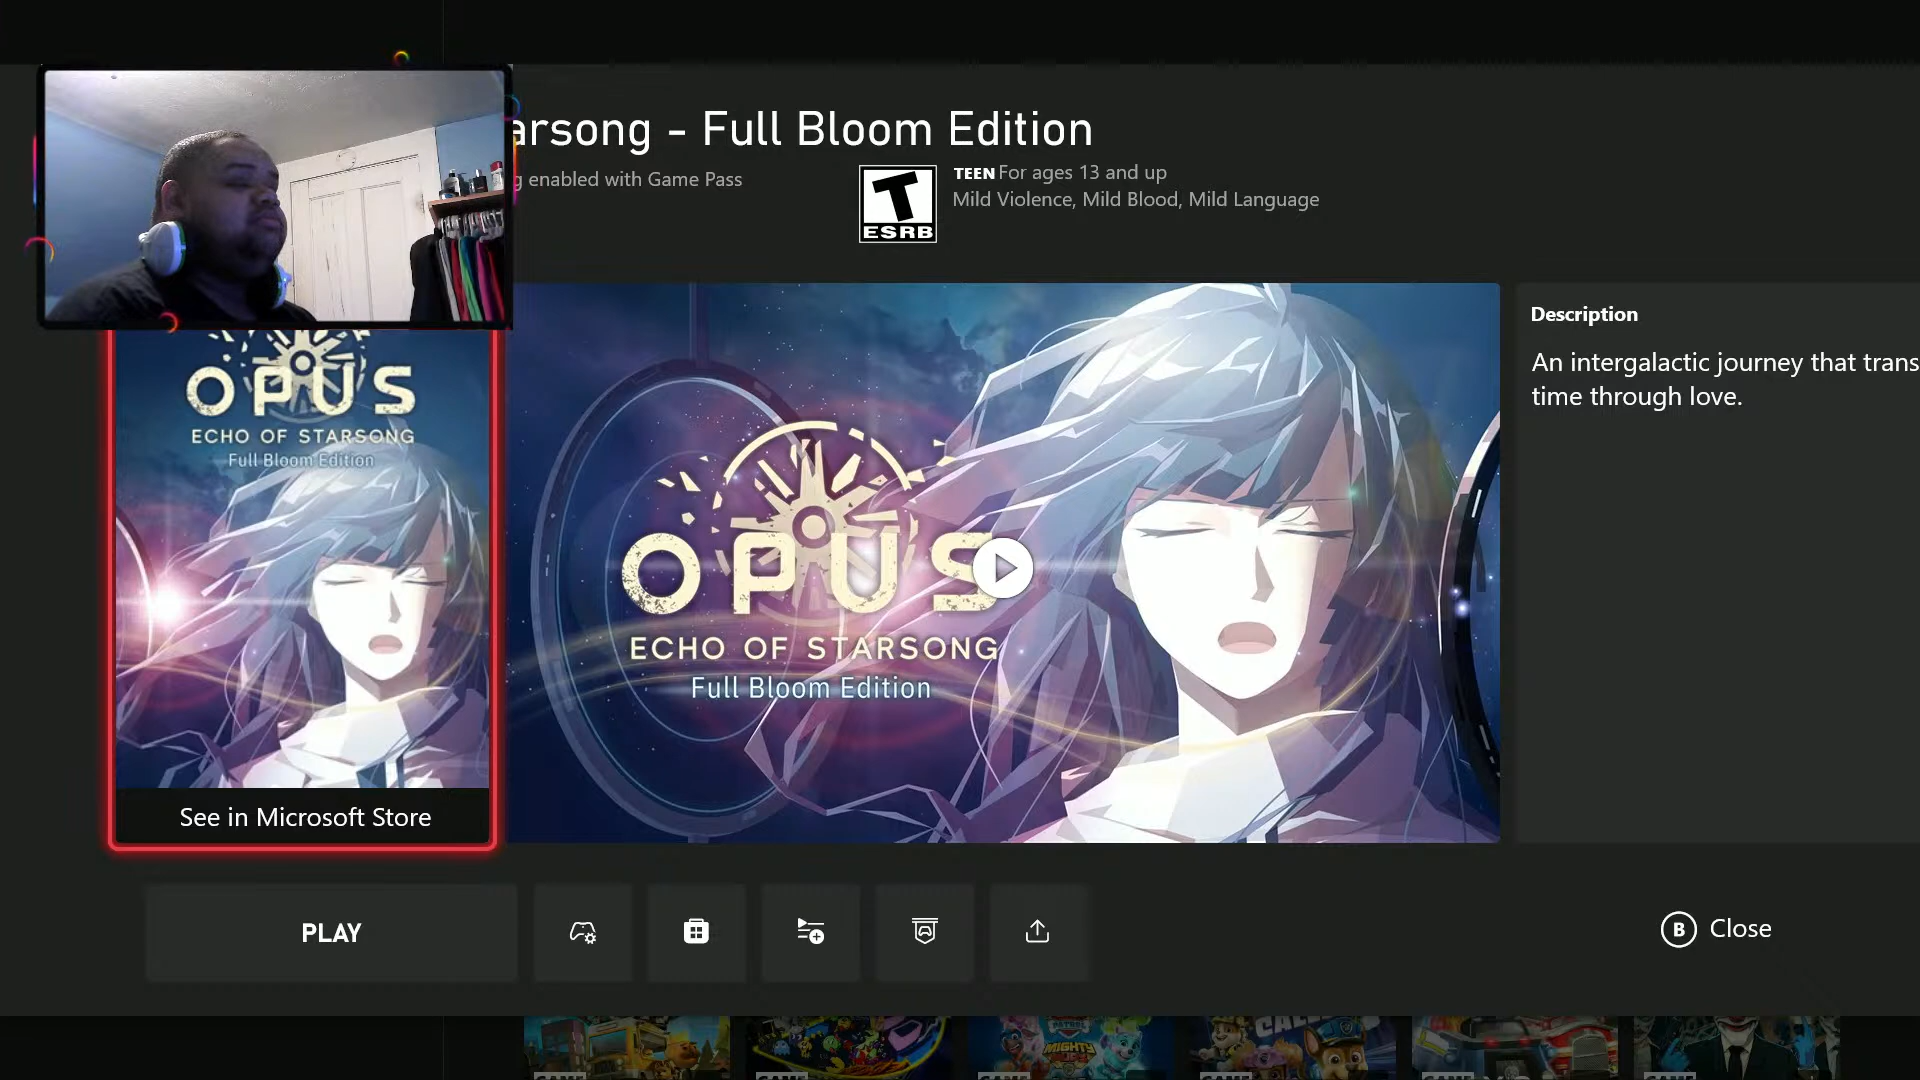 arsong - Full Bloom Edition
g enabled with Game Pass
TEEN For ages 13 and up
Mild Violence, Mild Blood, Mild Language
T
ESRB
OPUS
ECHO OF STARSONG
Full Bloom Edition
See in Microsoft Store
OPUS
ECHO OF STARSONG
Full Bloom Edition
Description
An intergalactic journey that trans
time through love.
PLAY
B Close
MIGHTY